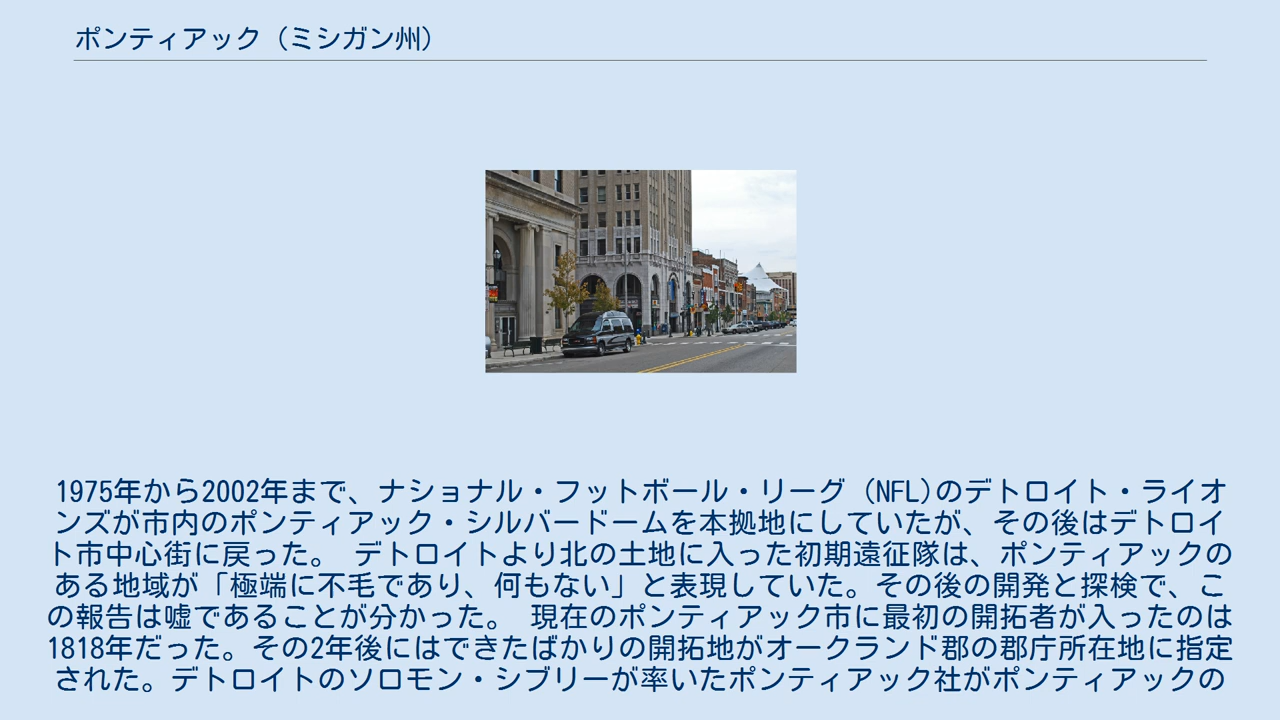 ポンティアック（ミシガン州）
1975年から2002年まで、ナショナル・フットボール・リーグ（NFL)のデトロイト・ライオ
ンズが市内のポンティアック・シルバードームを本拠地にしていたが、その後はデトロイ
ト市中心街に戻った。 デトロイトより北の土地に入った初期遠征隊は、ポンティアックの
ある地域が「極端に不毛であり、何もない」と表現していた。その後の開発と探検で、こ
の報告は嘘であることが分かった。 現在のポンティアック市に最初の開拓者が入ったのは
1818年だった。その2年後にはできたばかりの開拓地がオークランド郡の郡庁所在地に指定
された。デトロイトのソロモン・シブリーが率いたポンティアック社がポンティアックの